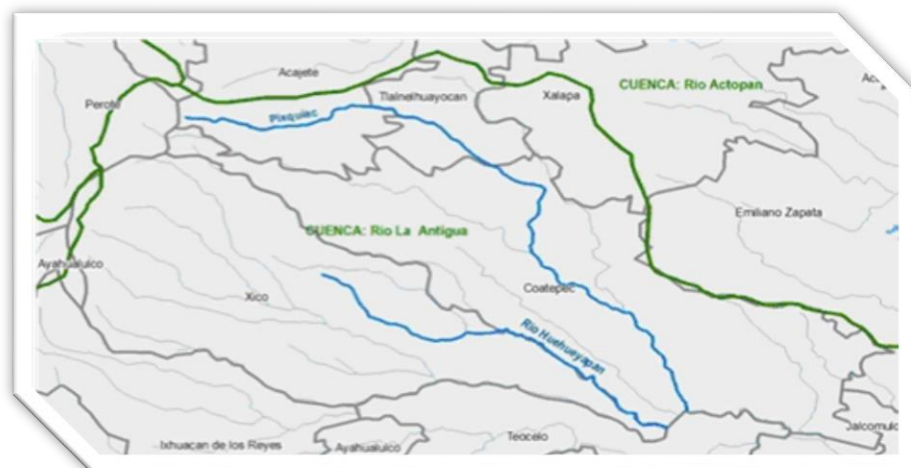 Acajete
CUENCA: Rio Actopan
Perote
Tlalnelhuayocan
Xalapa
Pixquiac
Emiliano Zapata
CUENCA: Rio La Antigua
Ayahualulco
Coatepec
Xico
Rio Huehueyapan
Teocelo
Jalcomulc
Ixhuacan de los Reyes
Ayahualulco